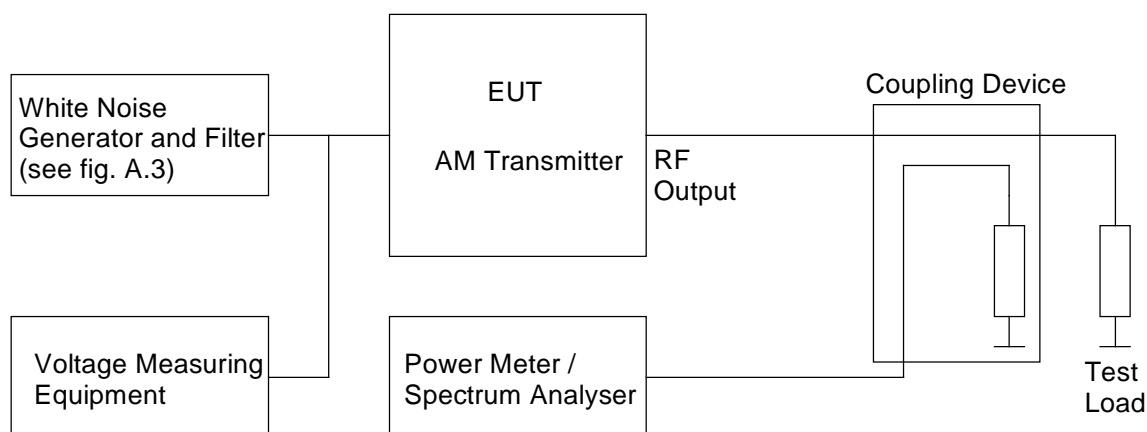 White Noise
Generator and Filter
(see fig. A.3)
EUT
AM Transmitter
RF
Output
Coupling Device
Voltage Measuring
Equipment
Power Meter /
Spectrum Analyser
Test
Load